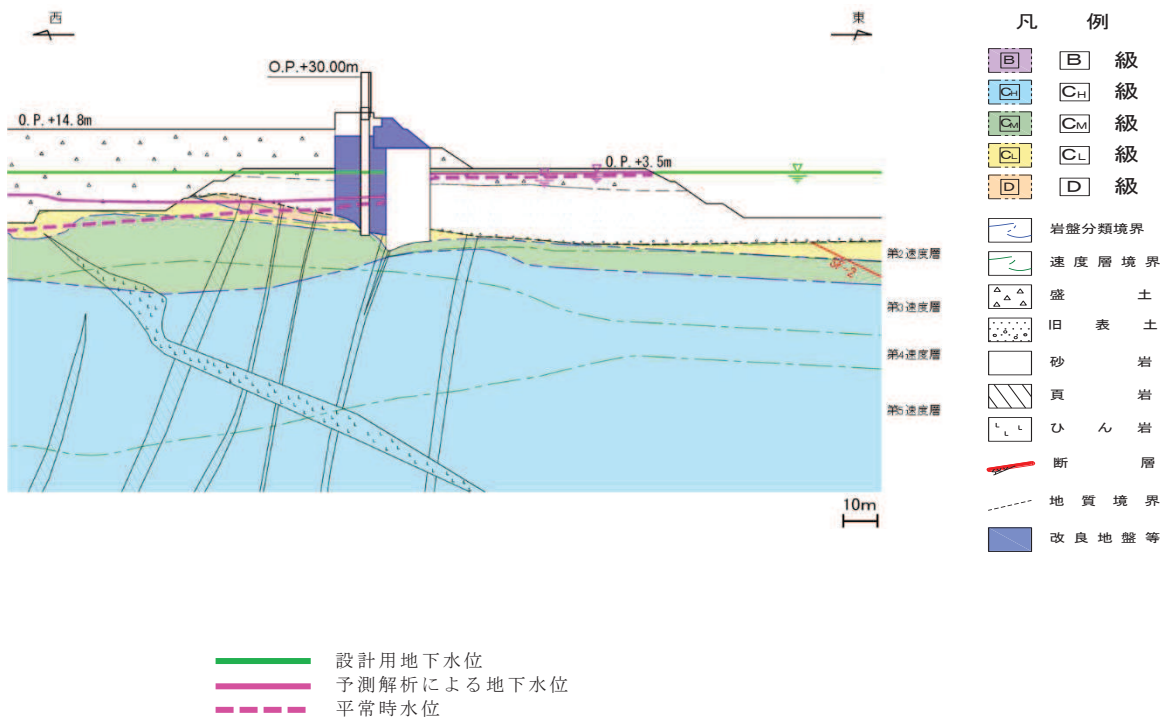 西
東
O.P.+30.00m
O.P.+14.8m
O.P.+3.5m
第2速度層
SF-2
第3速度層
第4速度層
第5速度層
10m
凡 例
B B 級
CH CH 級
CM CM 級
CL CL 級
D D 級
岩盤分類境界
速度層境界
盛土
旧表土
砂岩
頁岩
ひん岩
断層
地質境界
改良地盤等
設計用地下水位
予測解析による地下水位
平常時水位